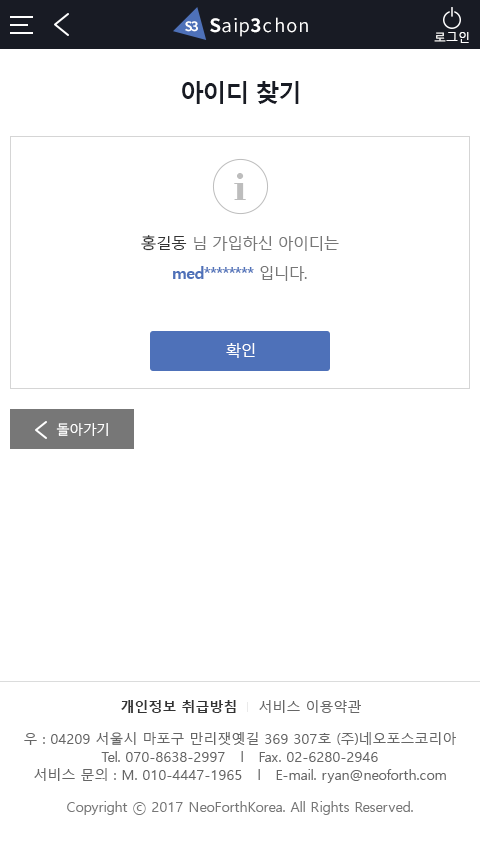 S3 Saip3chon
로그인
아이디 찾기
i
홍길동 님 가입하신 아이디는
med******** 입니다.
확인
돌아가기
개인정보 취급방침 | 서비스 이용약관
우 : 04209 서울시 마포구 만리잿옛길 369 307호 (주)네오포스코리아
Tel. 070-8638-2997 l Fax. 02-6280-2946
서비스 문의 : M. 010-4447-1965 l E-mail. ryan@neoforth.com
Copyright ⓒ 2017 NeoForthKorea. All Rights Reserved.